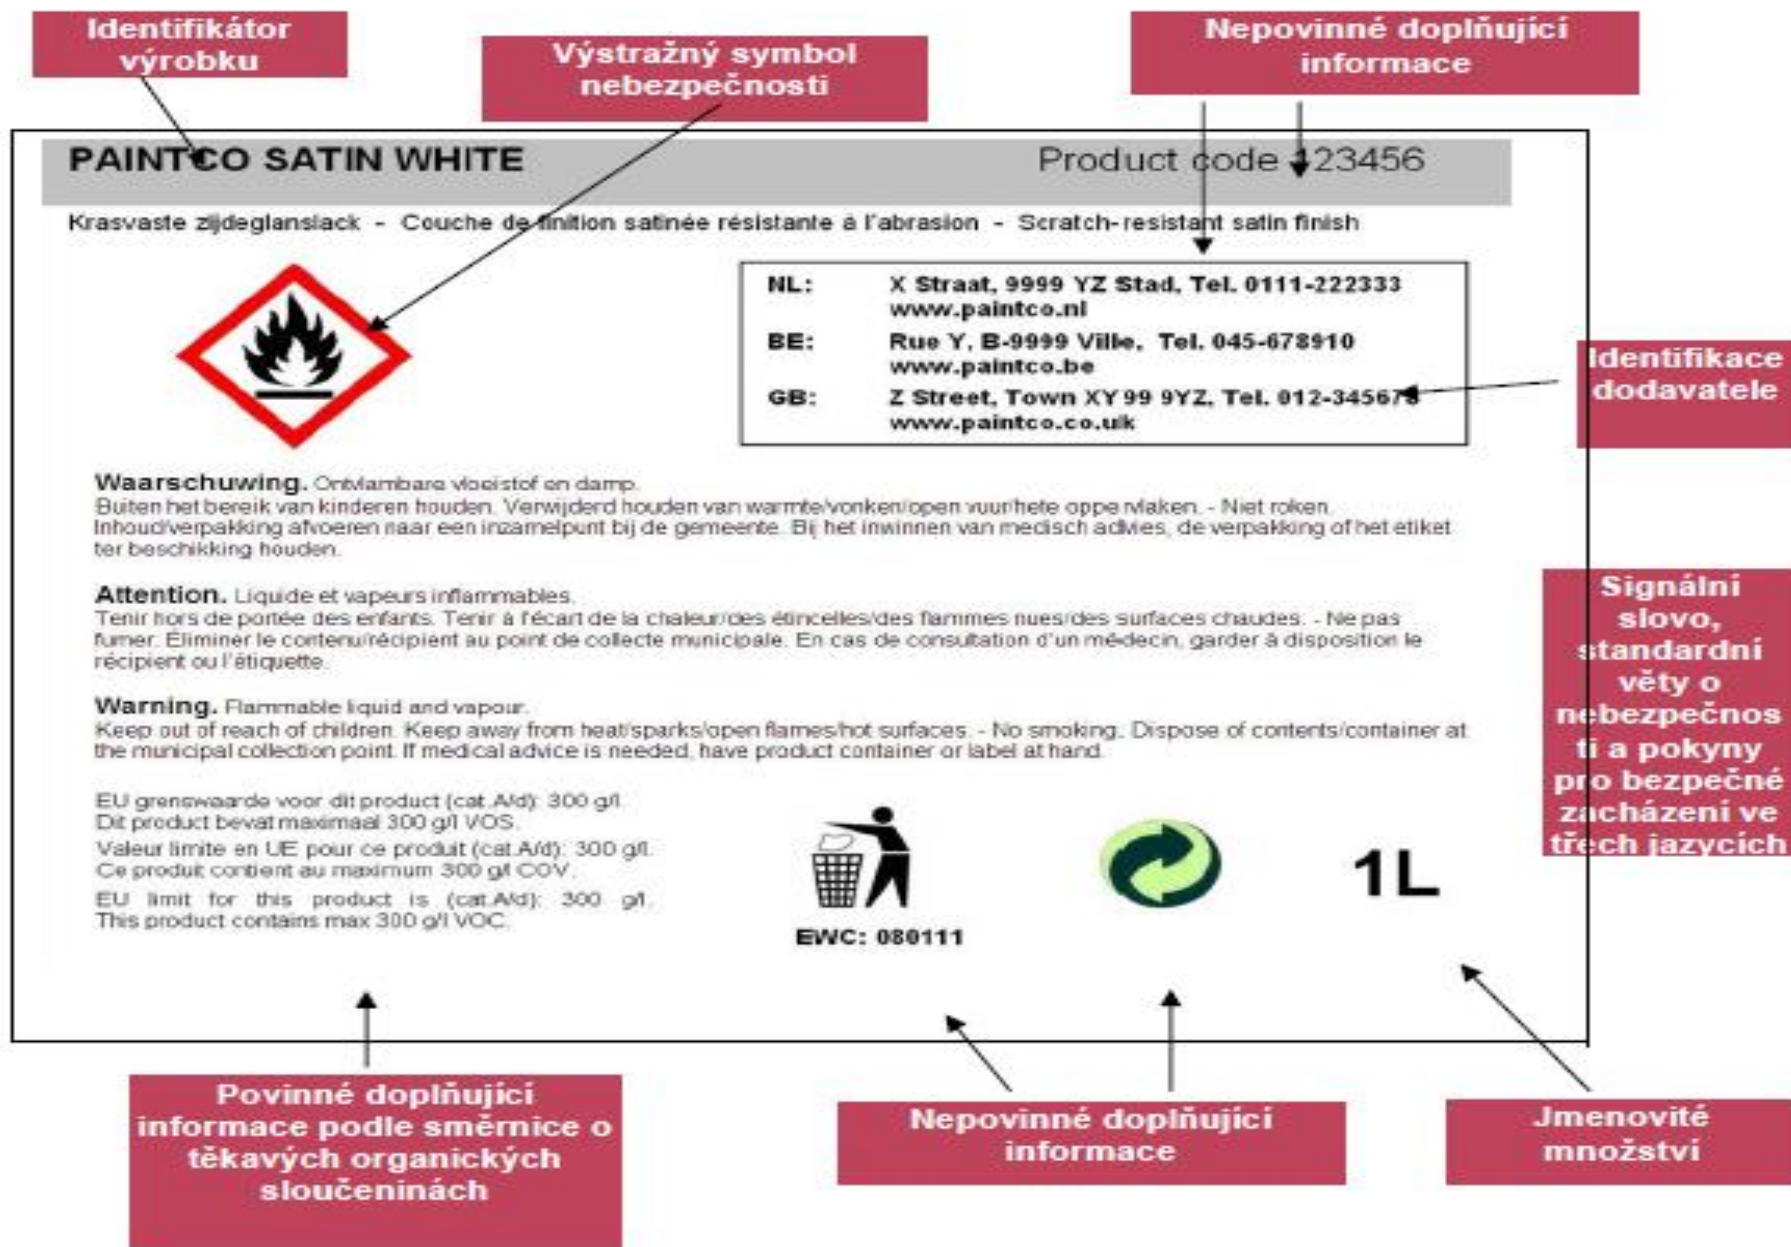 Identifikátor
výrobku
Výstražný symbol
nebezpečnosti
Nepovinné doplňující
informace
PAINTCO SATIN WHITE
Product code 123456
Krasvaste zijdeglanslack - Couche de finition satinée résistante à l'abrasion - Scratch-resistant satin finish
NL: X Straat, 9999 YZ Stad, Tel. 0111-222333
www.paintco.nl
BE: Rue Y, B-9999 Ville, Tel. 045-678910
www.paintco.be
GB: Z Street, Town XY99 9YZ, Tel. 012-345678
www.paintco.co.uk
Identifikace
dodavatele
Waarschuwing. Ontvlambare vloeistof en damp.
Buiten het bereik van kinderen houden. Verwijderd houden van warmte/vonken/open vuur/hete oppervlaken. - Niet roken.
Inhoud/verpakking afvoeren naar een inzamelpunt bij de gemeente. Bij het inwinnen van medisch advies, de verpakking of het etiket
ter beschikking houden.
Attention. Liquide et vapeurs inflammables.
Tenir hors de portée des enfants. Tenir à l'écart de la chaleur/des étincelles/des flammes nues/des surfaces chaudes. - Ne pas
fumer. Éliminer le contenu/récipient au point de collecte municipale. En cas de consultation d'un médecin, garder à disposition le
récipient ou l'étiquette.
Warning. Flammable liquid and vapour.
Keep out of reach of children. Keep away from heat/sparks/open flames/hot surfaces. - No smoking. Dispose of contents/container at
the municipal collection point. If medical advice is needed, have product container or label at hand.
Signální
slovo,
standardní
věty o
nebezpečnos
ti a pokyny
pro bezpečné
zacházení ve
třech jazycích
EU grenswaarde voor dit product (cat.A/d): 300 g/l.
Dit product bevat maximaal 300 g/l VOS.
Valeur limite en UE pour ce produit (cat.A/d): 300 g/l.
Ce produit contient au maximum 300 g/l COV.
EU limit for this product is (cat.A/d): 300 g/l.
This product contains max 300 g/l VOC.
EWC: 080111
1L
Povinné doplňující
informace podle směrnice o
těkavých organických
sloučeninách
Nepovinné doplňující
informace
Jmenovité
množství